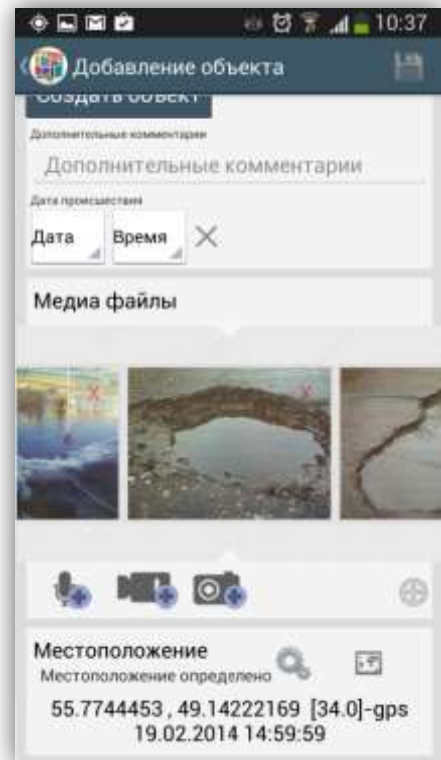 10:37
Добавление объекта
Создать объект
Дополнительные комментарии
Дополнительные комментарии
Дата происшествия
Дата
Время
Медиа файлы
Местоположение
Местоположение определено
55.7744453 , 49.14222169 [34.0]-gps
19.02.2014 14:59:59